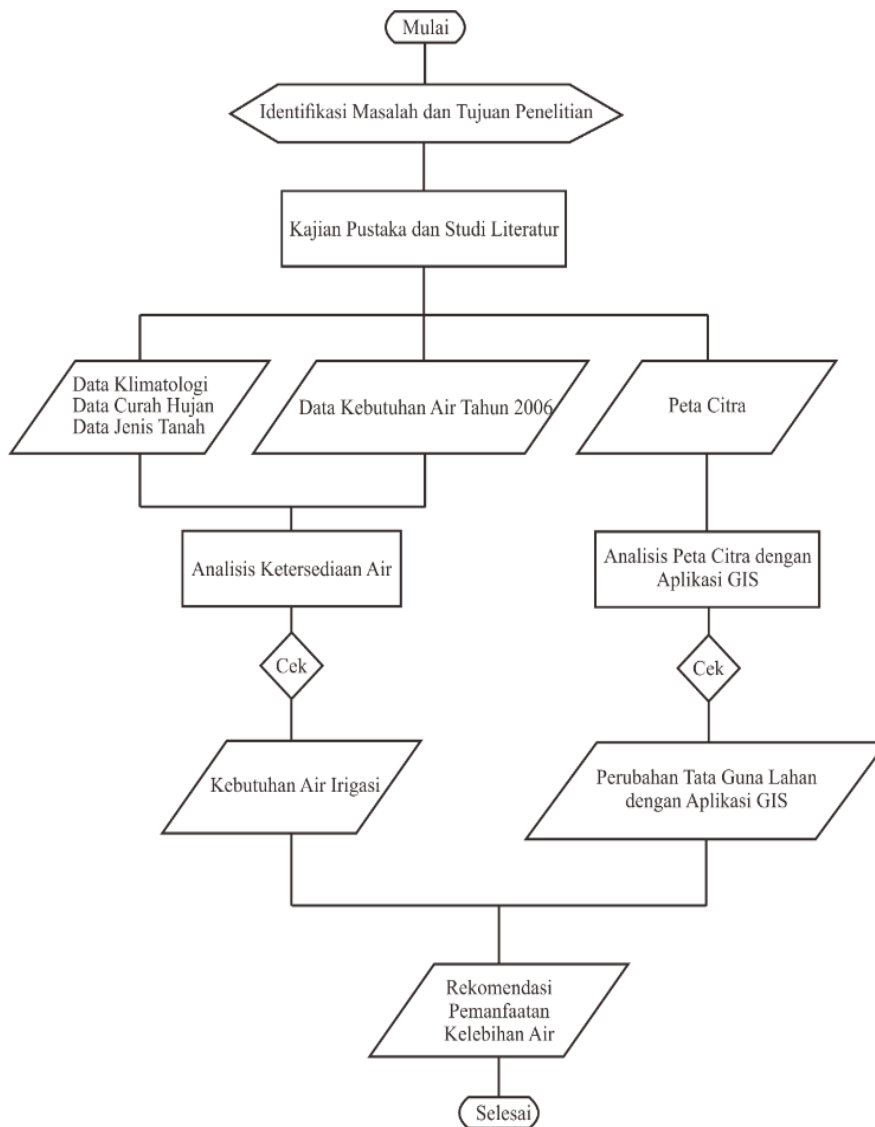 Mulai
Identifikasi Masalah dan Tujuan Penelitian
Kajian Pustaka dan Studi Literatur
Data Klimatologi
Data Curah Hujan
Data Jenis Tanah
Data Kebutuhan Air Tahun 2006
Peta Citra
Analisis Ketersediaan Air
Analisis Peta Citra dengan
Aplikasi GIS
Cek
Cek
Kebutuhan Air Irigasi
Perubahan Tata Guna Lahan
dengan Aplikasi GIS
Rekomendasi
Pemanfaatan
Kelebihan Air
Selesai